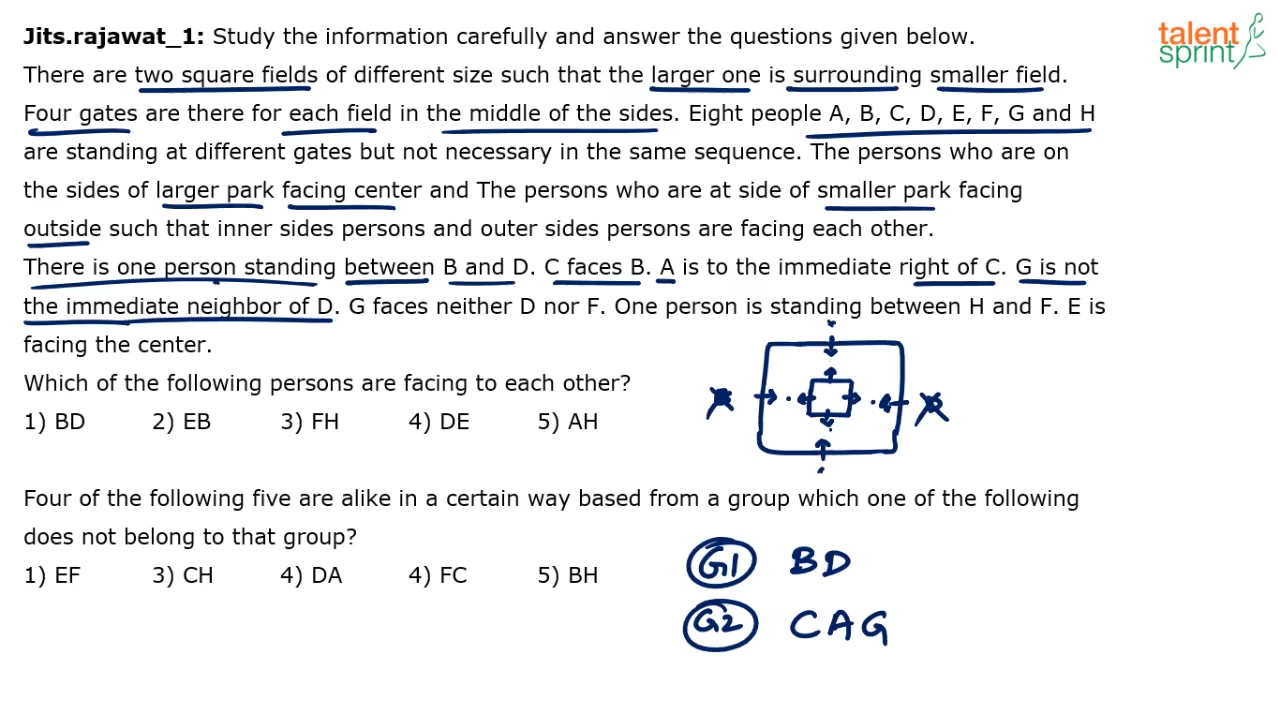 Jits.rajawat_1: Study the information carefully and answer the questions given below.
talent
sprint
There are two square fields of different size such that the larger one is surrounding smaller field.
Four gates are there for each field in the middle of the sides. Eight people A, B, C, D, E, F, G and H
are standing at different gates but not necessary in the same sequence. The persons who are on
the sides of larger park facing center and The persons who are at side of smaller park facing
outside such that inner sides persons and outer sides persons are facing each other.
There is one person standing between B and D. C faces B. A is to the immediate right of C. G is not
the immediate neighbor of D. G faces neither D nor F. One person is standing between H and F. E is
facing the center.
Which of the following persons are facing to each other?
1) BD 2) EB 3) FH 4) DE 5) AH
Four of the following five are alike in a certain way based from a group which one of the following
does not belong to that group?
1) EF 3) CH 4) DA 4) FC 5) BH
G1 BD
G2 CAG